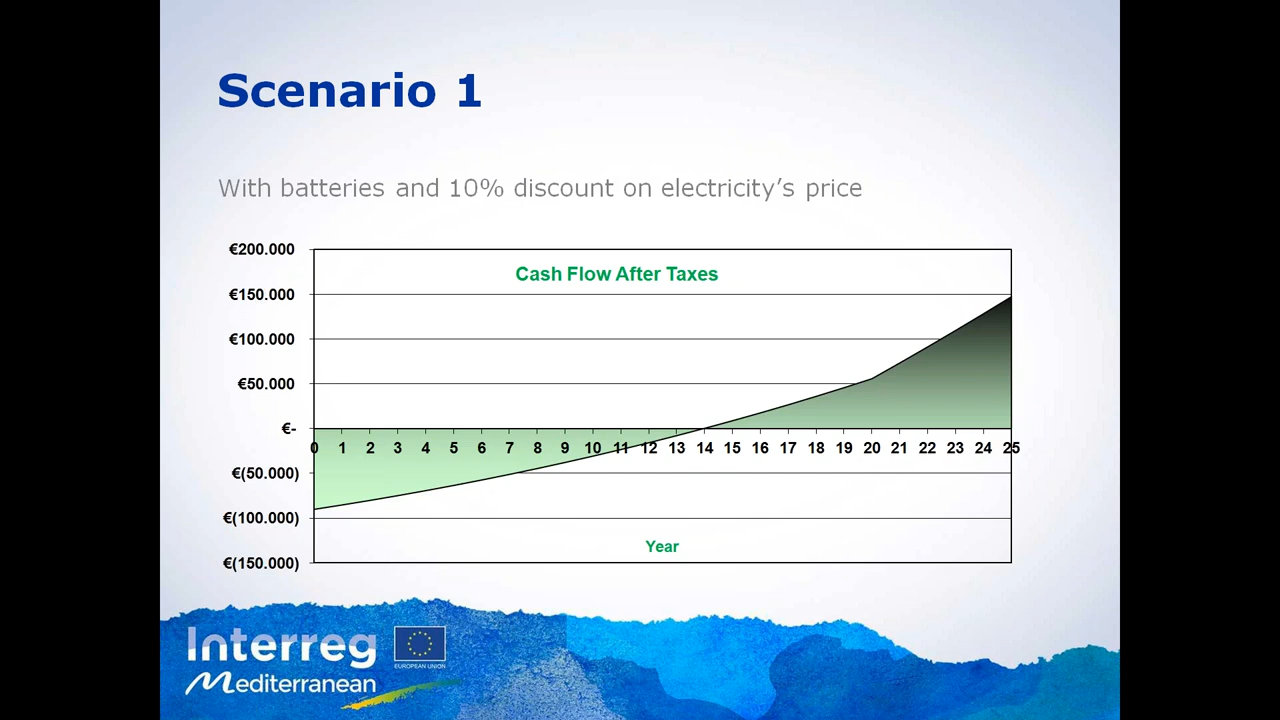 Scenario 1
With batteries and 10% discount on electricity’s price
€200.000
Cash Flow After Taxes
€150.000
€100.000
€50.000
€-
0 1 2 3 4 5 6 7 8 9 10 11 12 13 14 15 16 17 18 19 20 21 22 23 24 25
€(50.000)
€(100.000)
Year
€(150.000)
Interreg
EUROPEAN UNION
Mediterranean